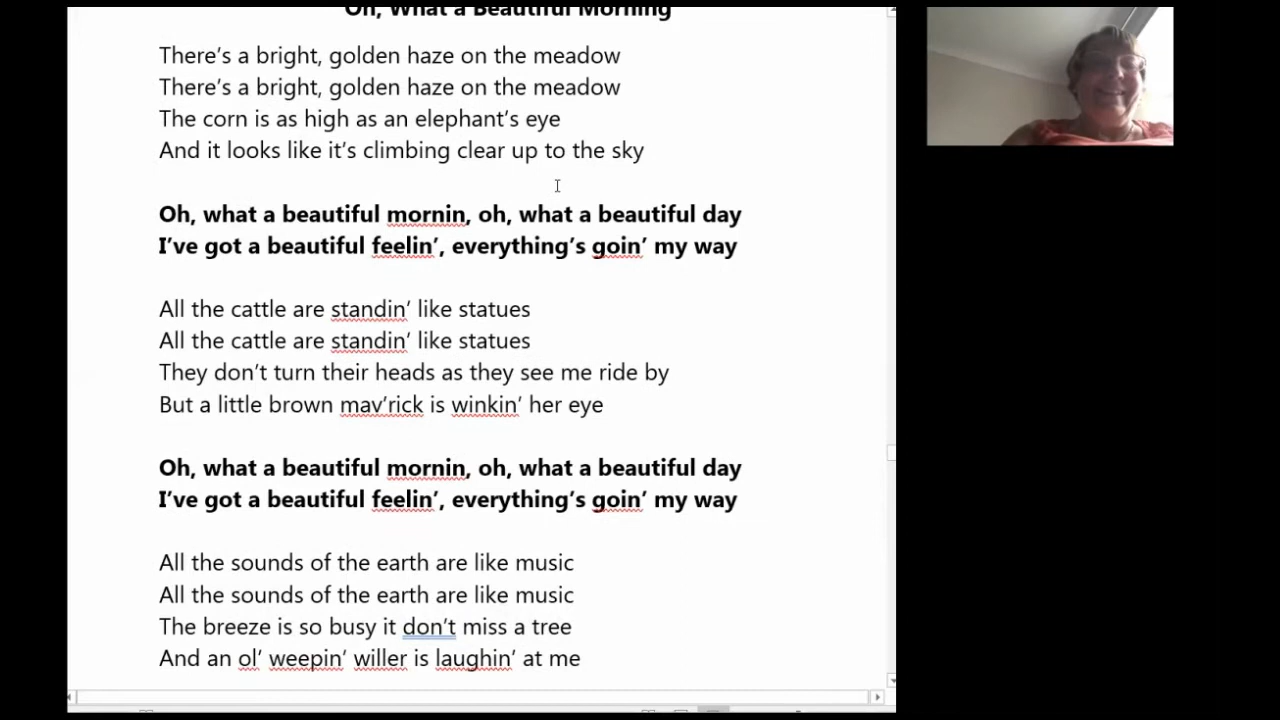 Oh, What a Beautiful Morning
There’s a bright, golden haze on the meadow
There’s a bright, golden haze on the meadow
The corn is as high as an elephant’s eye
And it looks like it’s climbing clear up to the sky
Oh, what a beautiful mornin, oh, what a beautiful day
I’ve got a beautiful feelin’, everything’s goin’ my way
All the cattle are standin’ like statues
All the cattle are standin’ like statues
They don’t turn their heads as they see me ride by
But a little brown mav’rick is winkin’ her eye
Oh, what a beautiful mornin, oh, what a beautiful day
I’ve got a beautiful feelin’, everything’s goin’ my way
All the sounds of the earth are like music
All the sounds of the earth are like music
The breeze is so busy it don’t miss a tree
And an ol’ weepin’ willer is laughin’ at me